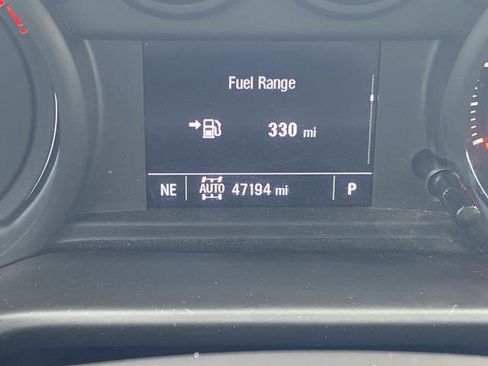 Fuel Range
330 mi
NE AUTO 47194 mi P